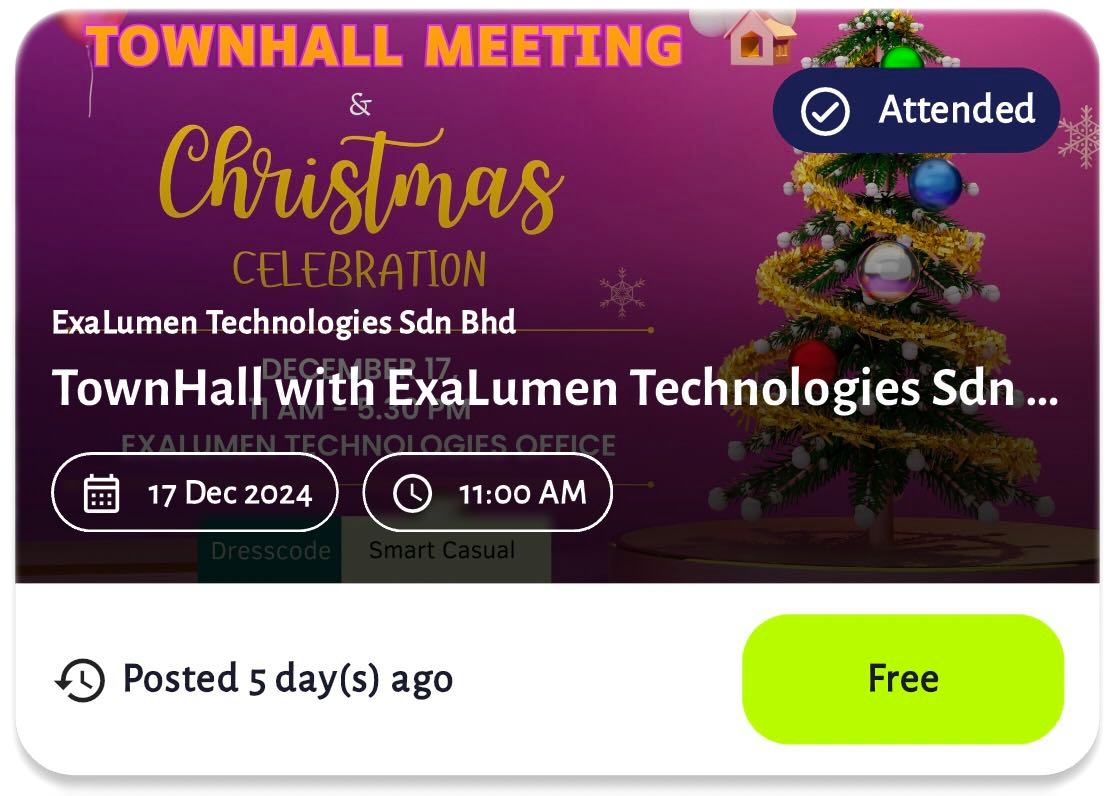 TOWNHALL MEETING
&
Attended
Christmas
CELEBRATION
ExaLumen Technologies Sdn Bhd
DECEMBER 17,
TownHall with ExaLumen Technologies Sdn ...
11 AM - 5.30 PM
EXALUMEN TECHNOLOGIES OFFICE
17 Dec 2024 11:00 AM
Dresscode Smart Casual
Posted 5 day(s) ago Free